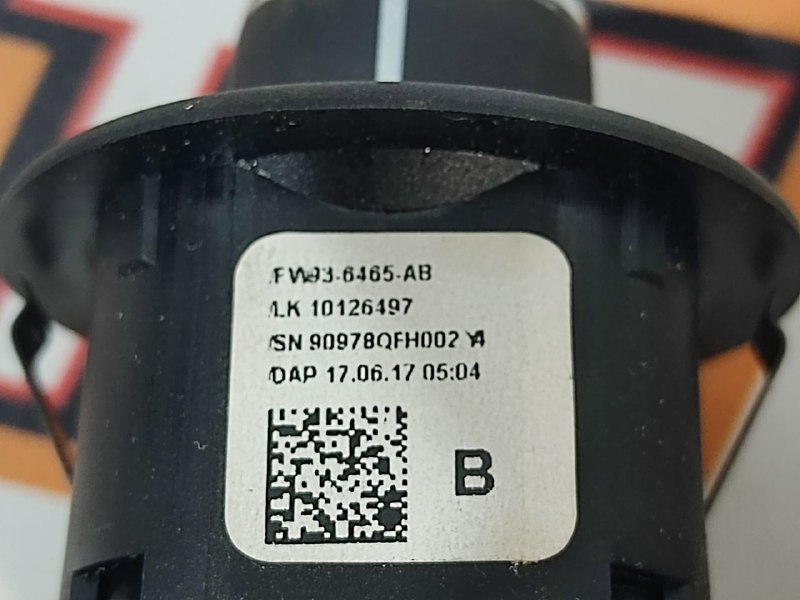 FW93-6465-AB
LK 10126497
SN 90978QFH002 Y4
DAP 17.06.17 05:04
B